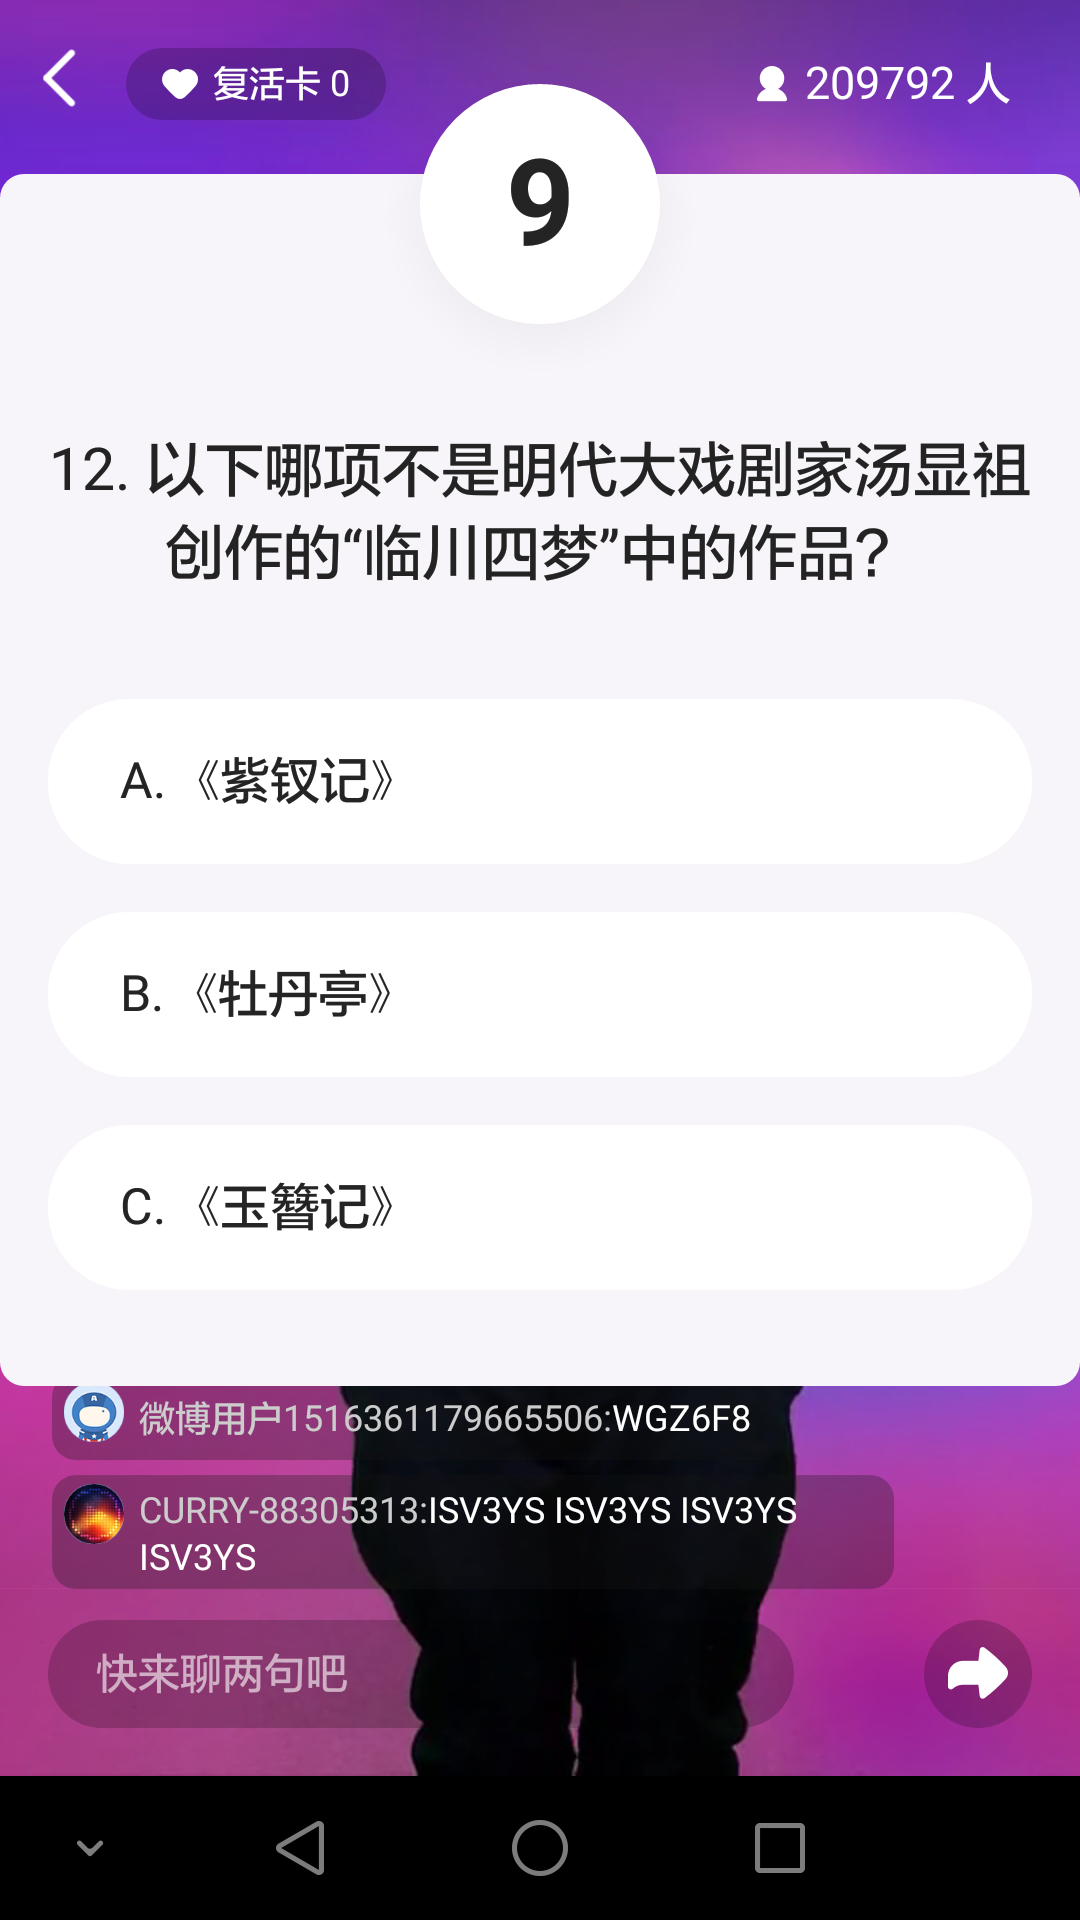 复活卡 0
209792 人
9
12. 以下哪项不是明代大戏剧家汤显祖
创作的“临川四梦”中的作品?
A. 《紫钗记》
B. 《牡丹亭》
C. 《玉簪记》
微博用户1516361179665506:WGZ6F8
CURRY-88305313:ISV3YS ISV3YS ISV3YS
ISV3YS
快来聊两句吧